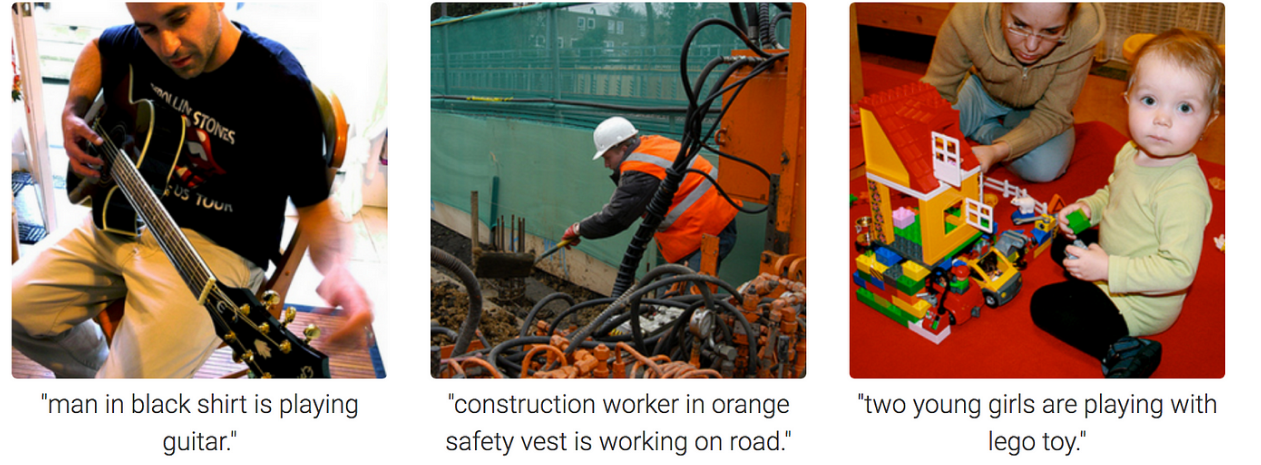 ROLLIN STONES
US TOUR
"man in black shirt is playing
guitar."
"construction worker in orange
safety vest is working on road."
"two young girls are playing with
lego toy."